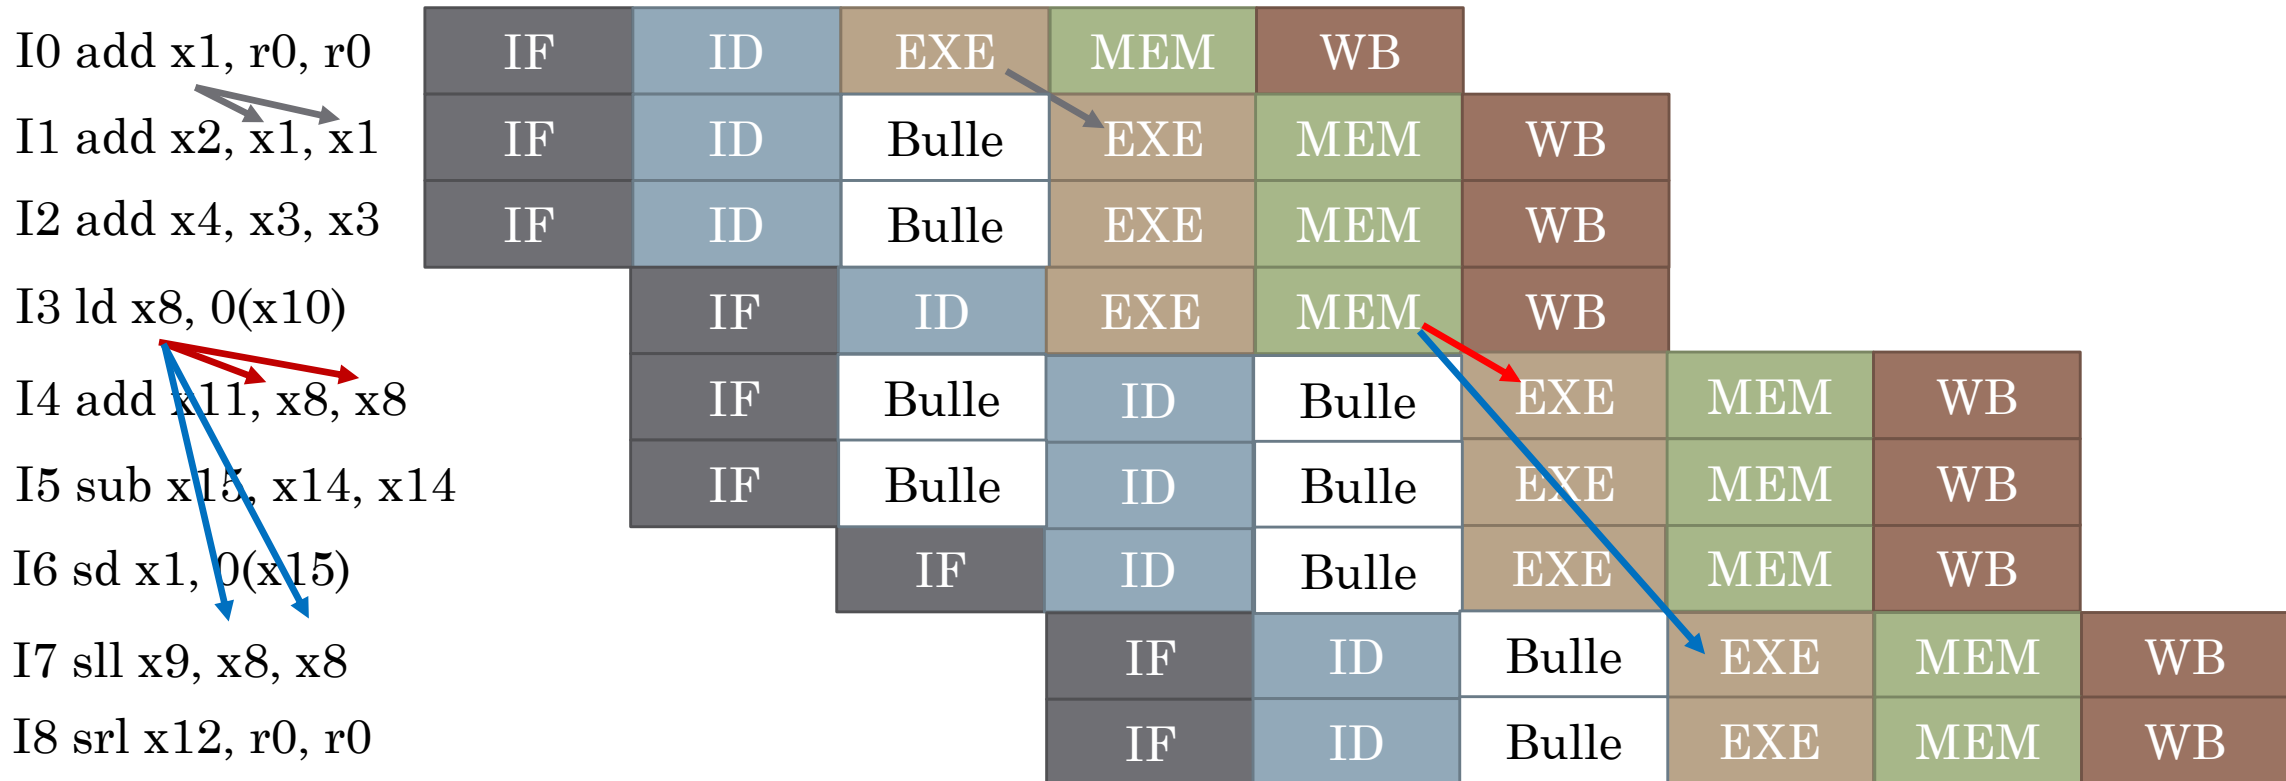 I0 add x1, r0, r0 IF ID EXE MEM WB
I1 add x2, x1, x1 IF ID Bulle EXE MEM WB
I2 add x4, x3, x3 IF ID Bulle EXE MEM WB
I3 ld x8, 0(x10) IF ID EXE MEM WB
I4 add x11, x8, x8 IF Bulle ID Bulle EXE MEM WB
I5 sub x15, x14, x14 IF Bulle ID Bulle EXE MEM WB
I6 sd x1, 0(x15) IF ID Bulle EXE MEM WB
I7 sll x9, x8, x8 IF ID Bulle EXE MEM WB
I8 srl x12, r0, r0 IF ID Bulle EXE MEM WB